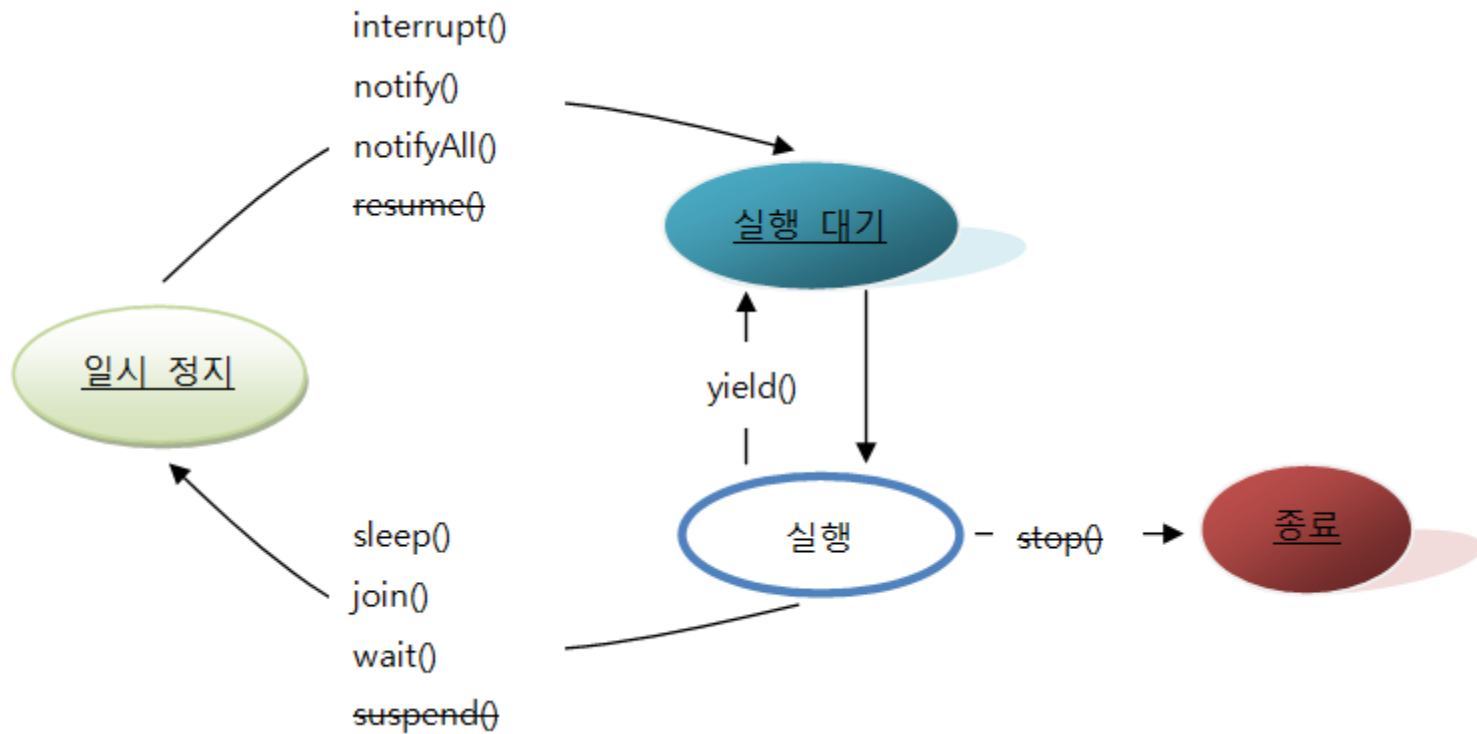 interrupt()
notify()
notifyAll()
resume()
실행 대기
일시 정지
yield()
sleep()
join()
wait()
suspend()
실행
stop()
종료